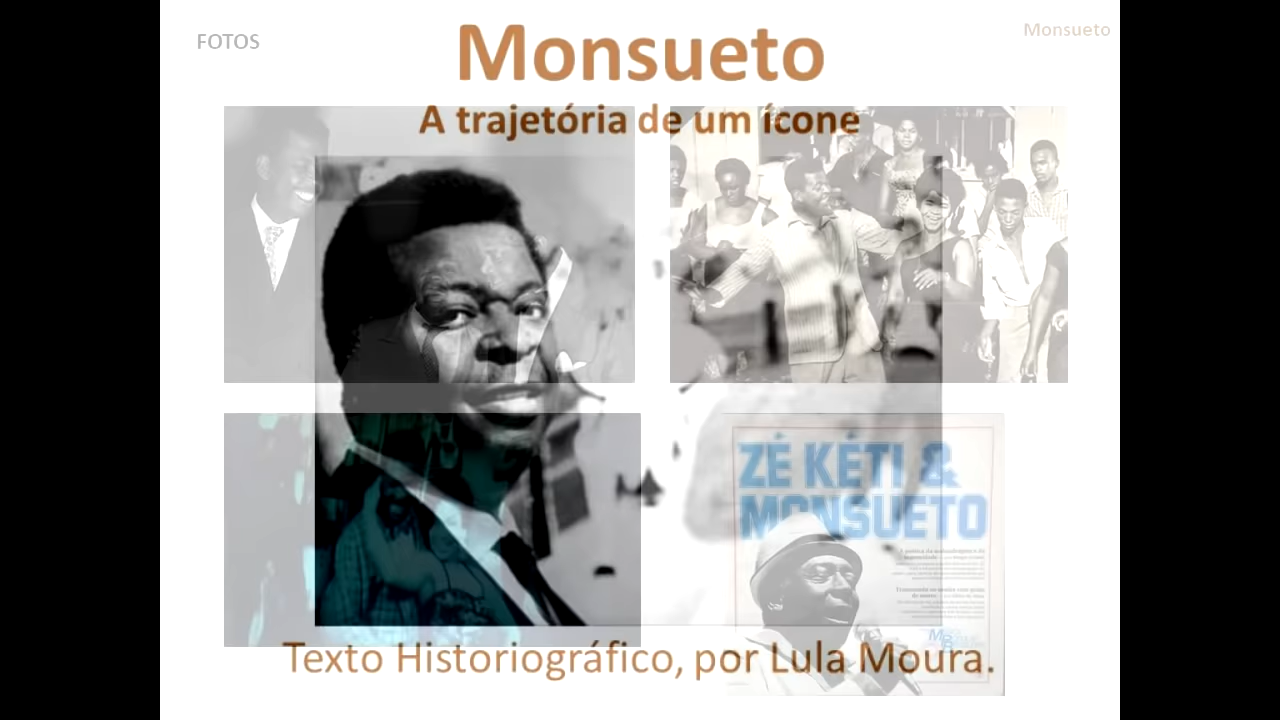 FOTOS
Monsueto
Monsueto
A trajetória de um ícone
ZÉ KÉTI &
MONSUETO
Texto Historiográfico, por Lula Moura.